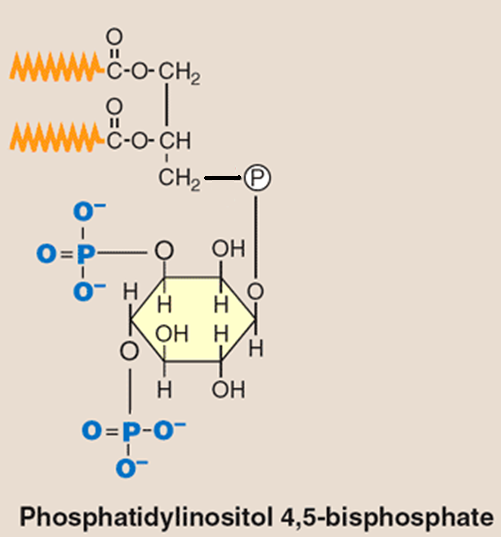 O
C-O-CH2
O
C-O-CH
CH2 P
O−
O=P O OH
O− H H H O
OH H
O H
H OH
O=P-O−
O−
Phosphatidylinositol 4,5-bisphosphate